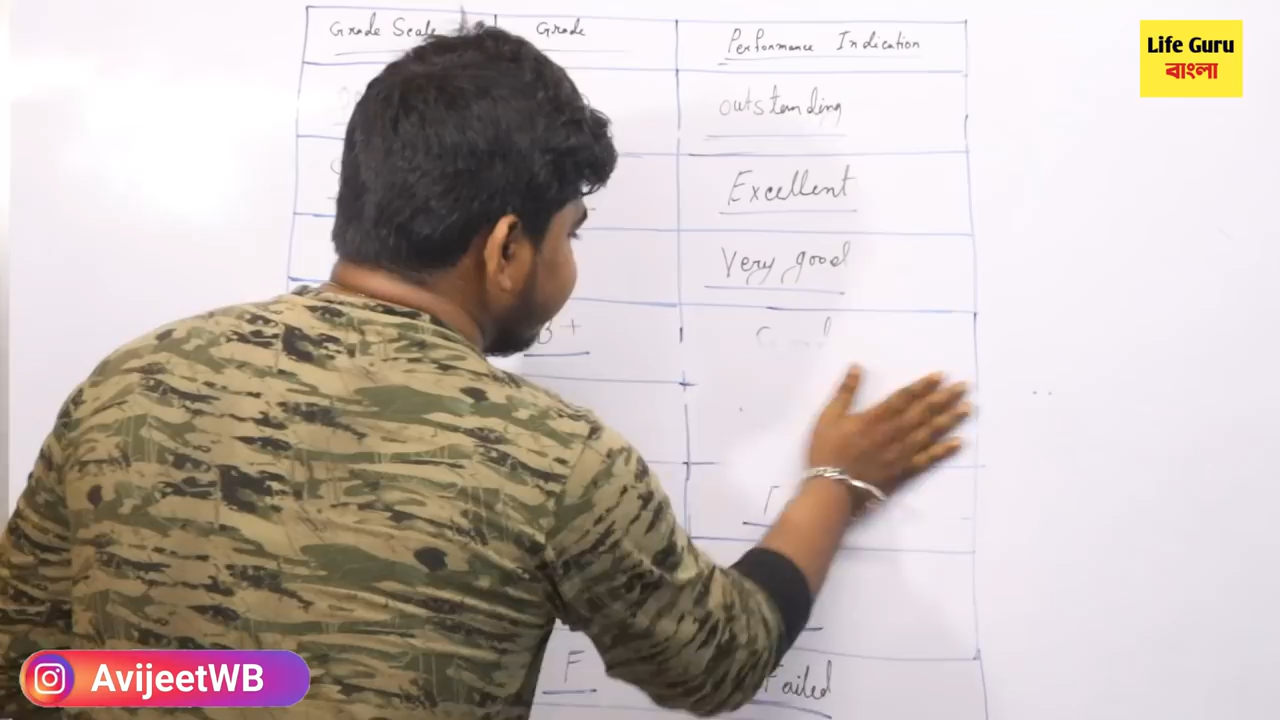 Grade Scale Grade Performance Indication
outstanding
Excellent
Very good
B+
F Failed
Life Guru
বাংলা
AvijeetWB